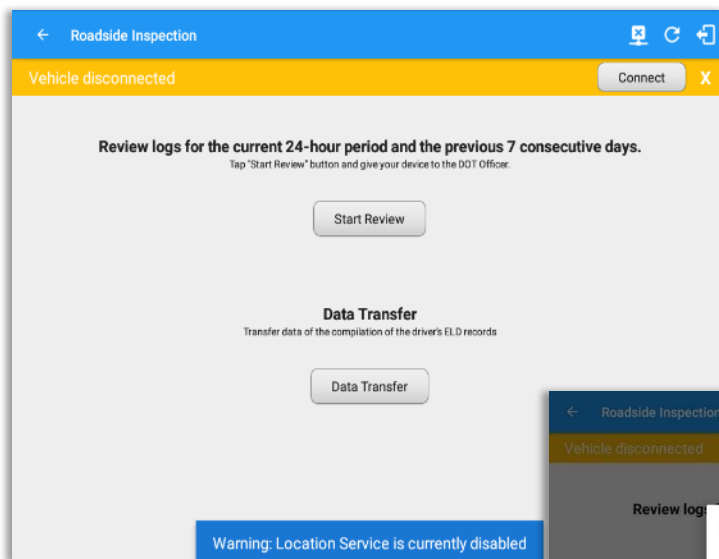 Roadside Inspection
Vehicle disconnected
Connect
X
Review logs for the current 24-hour period and the previous 7 consecutive days.
Tap "Start Review" button and give your device to the DOT Officer.
Start Review
Data Transfer
Transfer data of the compilation of the driver's ELD records
Data Transfer
Warning: Location Service is currently disabled
Roadside Inspection
Vehicle disconnected
Review logs